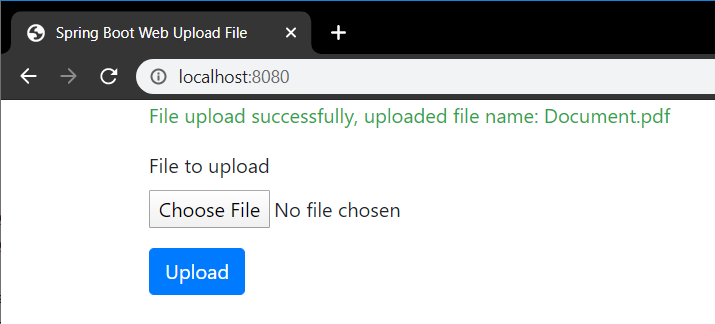 Spring Boot Web Upload File
localhost:8080
File upload successfully, uploaded file name: Document.pdf
File to upload
Choose File No file chosen
Upload